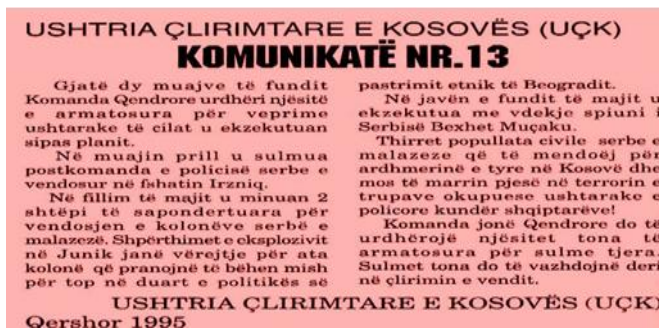 USHTRIA ÇLIRIMTARE E KOSOVËS (UÇK)
KOMUNIKATË NR.13
Gjatë dy muajve të fundit
Komanda Qendrore urdhëri njësitë
e armatosura për veprime
ushtarake të cilat u ekzekutuan
sipas planit.
Në muajin prill u sulmua
postkomanda e policisë serbe e
vendosur në fshatin Irzniq.
Në fillim të majit u minuan 2
shtëpi të sapondertuara për
vendosjen e kolonëve serbë e
malazezë. Shpërthimet e eksplozivit
në Junik janë vërejtje për ata
kolonë që pranojnë të bëhen mish
për top në duart e politikës së
pastrimit etnik të Beogradit.
Në javën e fundit të majit u
ekzekutua me vdekje spiuni i
Serbisë Bexhet Muçaku.
Thirret popullata civile serbe e
malazeze që të mendoëj për
ardhmerinë e tyre në Kosovë dhe
mos të marrin pjesë në terrorin e
trupave okupuese ushtarake e
policore kundër shqiptarëve!
Komanda jonë Qendrore do të
urdhërojë njësitet tona të
armatosura për sulme tjera.
Sulmet tona do të vazhdojnë deri
në çlirimin e vendit.
USHTRIA ÇLIRIMTARE E KOSOVËS (UÇK)
Qershor 1995